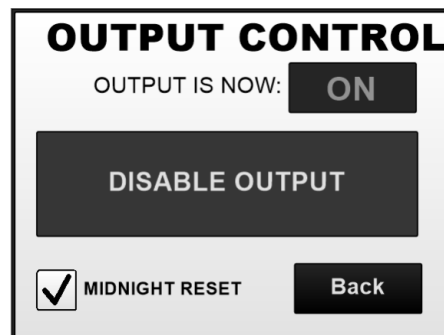 OUTPUT CONTROL
OUTPUT IS NOW: ON
DISABLE OUTPUT
MIDNIGHT RESET
Back